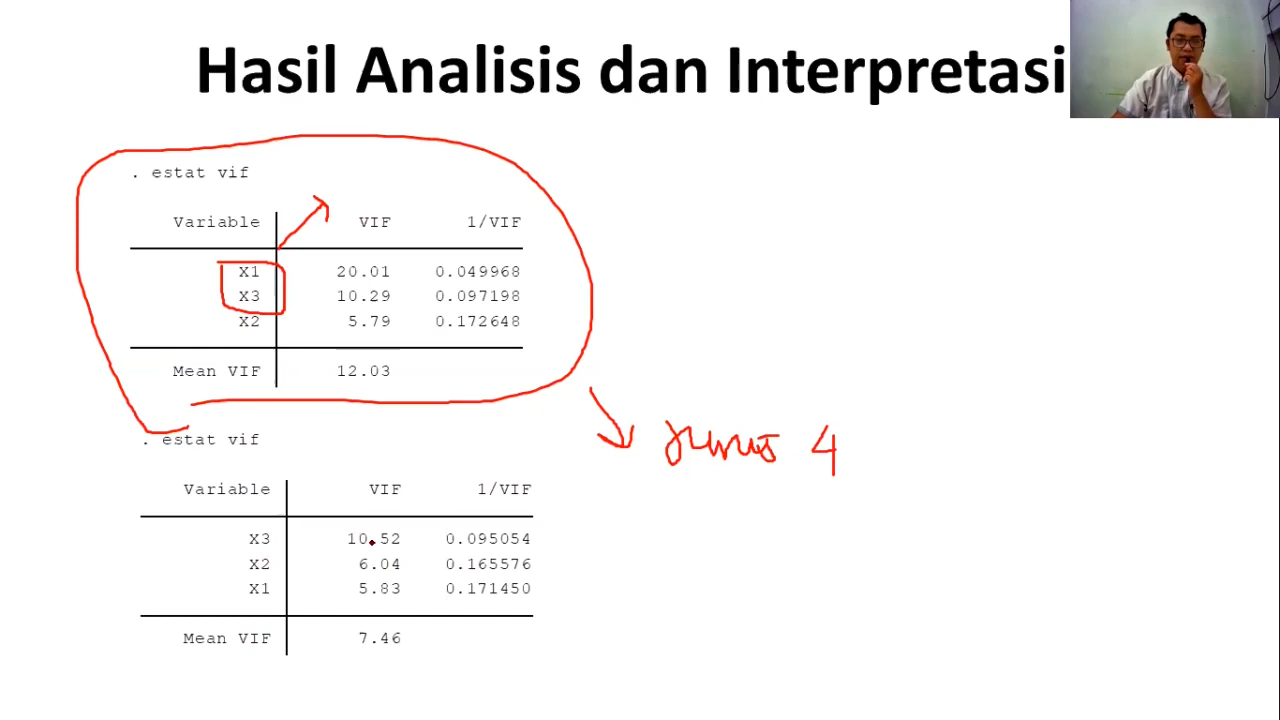 Hasil Analisis dan Interpretasi
. estat vif
Variable VIF 1/VIF
X1 20.01 0.049968
X3 10.29 0.097198
X2 5.79 0.172648
Mean VIF 12.03
. estat vif
4
Variable VIF 1/VIF
X3 10.52 0.095054
X2 6.04 0.165576
X1 5.83 0.171450
Mean VIF 7.46